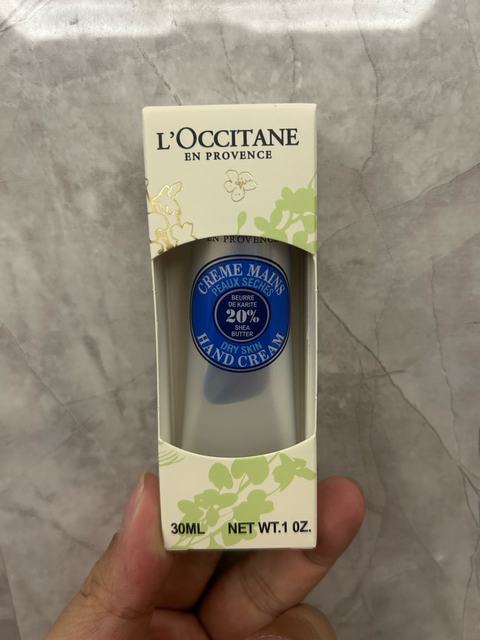 L'OCCITANE
EN PROVENCE
EN PROVENCE
CREME MAINS
PEAUX SECHES
BEURRE
DE KARITE
20%
SHEA
BUTTER
DRY SKIN
HAND CREAM
30ML NET WT.1 0Z.